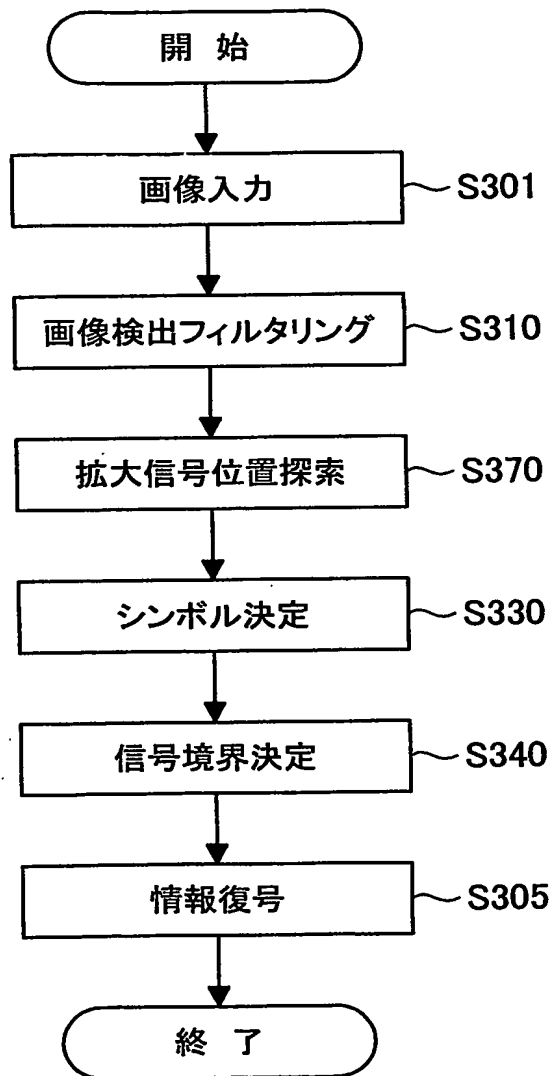 開 始
画像入力 S301
画像検出フィルタリング S310
拡大信号位置探索 S370
シンボル決定 S330
信号境界決定 S340
情報復号 S305
終 了